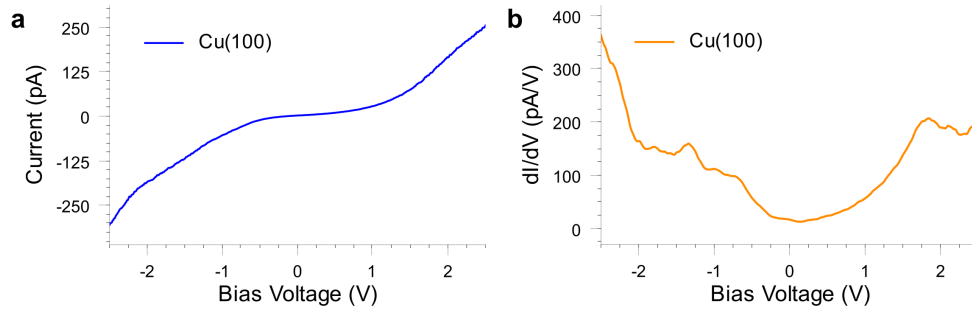 a
Cu(100)
Current (pA)
250
125
0
-125
-250
-2
-1
0
1
2
Bias Voltage (V)
b
Cu(100)
dI/dV (pA/V)
400
300
200
100
0
-2
-1
0
1
2
Bias Voltage (V)